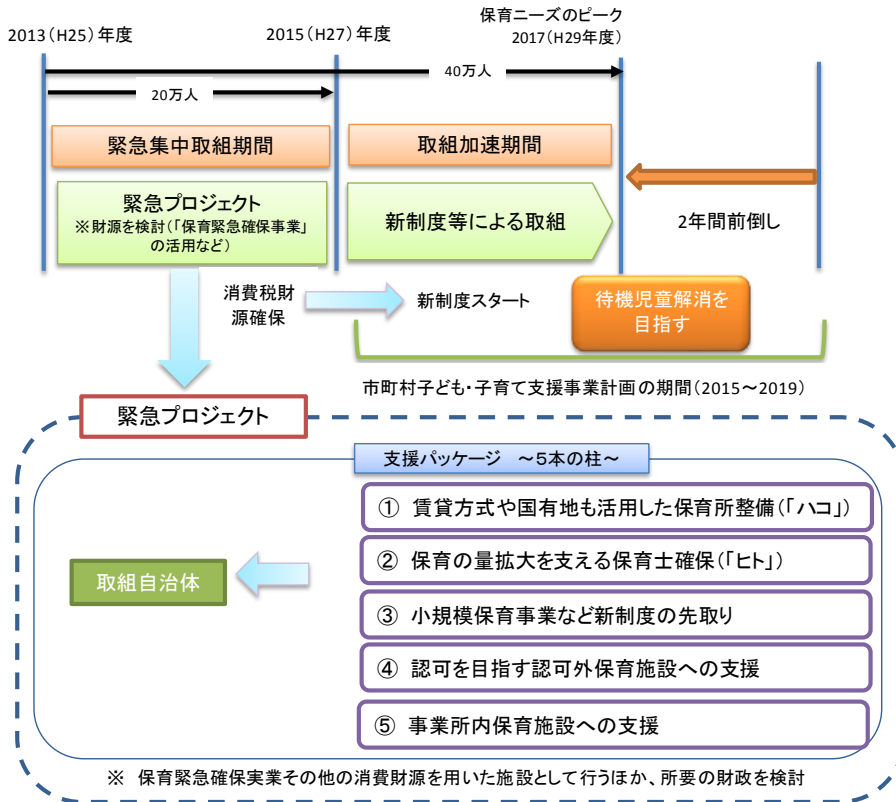 保育ニーズのピーク
2013(H25)年度
2015(H27)年度
2017(H29年度)
40万人
20万人
緊急集中取組期間
取組加速期間
緊急プロジェクト
※財源を検討(「保育緊急確保事業」
の活用など)
新制度等による取組
2年間前倒し
消費税財
源確保
新制度スタート
待機児童解消を
目指す
市町村子ども・子育て支援事業計画の期間(2015～2019)
緊急プロジェクト
支援パッケージ ～5本の柱～
① 賃貸方式や国有地も活用した保育所整備(「ハコ」)
② 保育の量拡大を支える保育士確保(「ヒト」)
取組自治体
③ 小規模保育事業など新制度の先取り
④ 認可を目指す認可外保育施設への支援
⑤ 事業所内保育施設への支援
※ 保育緊急確保実業その他の消費財源を用いた施設として行うほか、所要の財政を検討